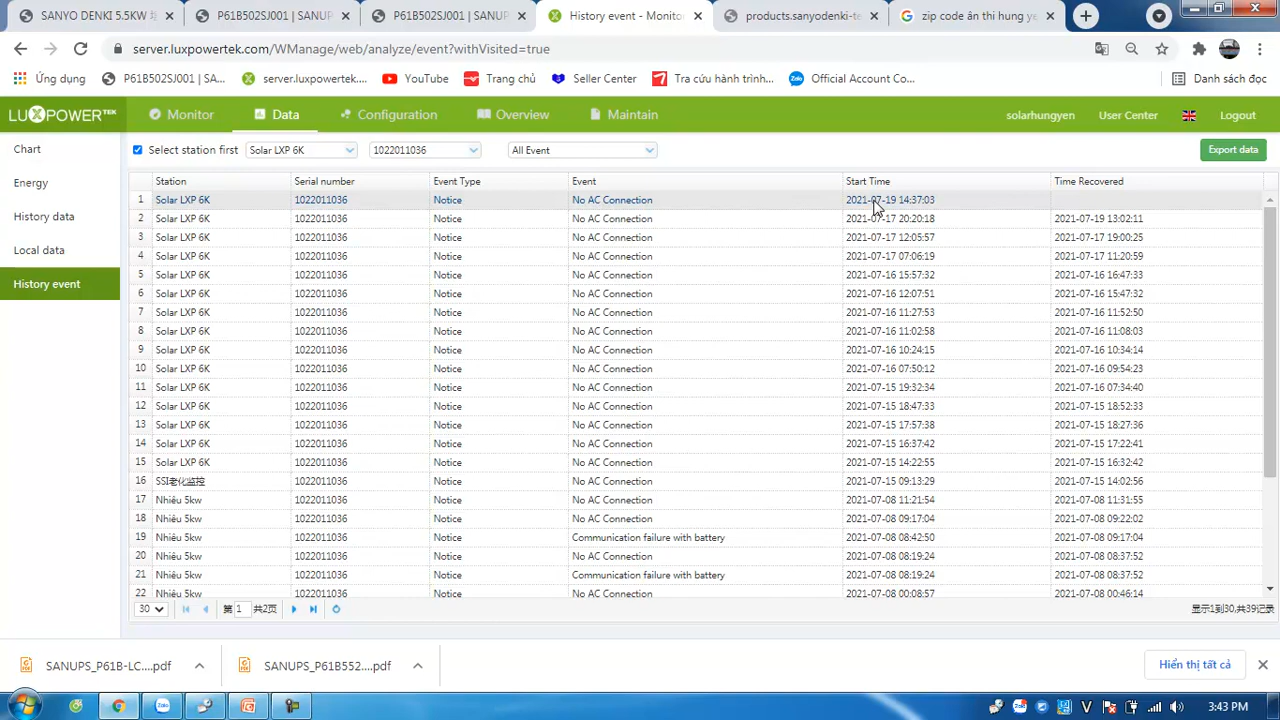 SANYO DENKI 5.5KW
P61B502SJ001 | SANUP
P61B502SJ001 | SANUP
History event - Monito
products.sanyodenki-te
zip code ân thi hung ye
server.luxpowertek.com/WManage/web/analyze/event?withVisited=true
Ứng dụng
P61B502SJ001 | SA...
server.luxpowertek....
YouTube
Trang chủ
Seller Center
Tra cứu hành trình...
Official Account Co...
Danh sách đọc
LUXPOWERTEK
Monitor
Data
Configuration
Overview
Maintain
solarhungyen
User Center
Logout
Chart
Energy
History data
Local data
History event
Select station first
Solar LXP 6K
1022011036
All Event
Export data
Station Serial number Event Type Event Start Time Time Recovered
1 Solar LXP 6K 1022011036 Notice No AC Connection 2021-07-19 14:37:03
2 Solar LXP 6K 1022011036 Notice No AC Connection 2021-07-17 20:20:18 2021-07-19 13:02:11
3 Solar LXP 6K 1022011036 Notice No AC Connection 2021-07-17 12:05:57 2021-07-17 19:00:25
4 Solar LXP 6K 1022011036 Notice No AC Connection 2021-07-17 07:06:19 2021-07-17 11:20:59
5 Solar LXP 6K 1022011036 Notice No AC Connection 2021-07-16 15:57:32 2021-07-16 16:47:33
6 Solar LXP 6K 1022011036 Notice No AC Connection 2021-07-16 12:07:51 2021-07-16 15:47:32
7 Solar LXP 6K 1022011036 Notice No AC Connection 2021-07-16 11:27:53 2021-07-16 11:52:50
8 Solar LXP 6K 1022011036 Notice No AC Connection 2021-07-16 11:02:58 2021-07-16 11:08:03
9 Solar LXP 6K 1022011036 Notice No AC Connection 2021-07-16 10:24:15 2021-07-16 10:34:14
10 Solar LXP 6K 1022011036 Notice No AC Connection 2021-07-16 07:50:12 2021-07-16 09:54:23
11 Solar LXP 6K 1022011036 Notice No AC Connection 2021-07-15 19:32:34 2021-07-16 07:34:40
12 Solar LXP 6K 1022011036 Notice No AC Connection 2021-07-15 18:47:33 2021-07-15 18:52:33
13 Solar LXP 6K 1022011036 Notice No AC Connection 2021-07-15 17:57:38 2021-07-15 18:27:36
14 Solar LXP 6K 1022011036 Notice No AC Connection 2021-07-15 16:37:42 2021-07-15 17:22:41
15 Solar LXP 6K 1022011036 Notice No AC Connection 2021-07-15 14:22:55 2021-07-15 16:32:42
16 SSI老化监控 1022011036 Notice No AC Connection 2021-07-15 09:13:29 2021-07-15 14:02:56
17 Nhiêu 5kw 1022011036 Notice No AC Connection 2021-07-08 11:21:54 2021-07-08 11:31:55
18 Nhiêu 5kw 1022011036 Notice No AC Connection 2021-07-08 09:17:04 2021-07-08 09:22:02
19 Nhiêu 5kw 1022011036 Notice Communication failure with battery 2021-07-08 08:42:50 2021-07-08 09:17:04
20 Nhiêu 5kw 1022011036 Notice No AC Connection 2021-07-08 08:19:24 2021-07-08 08:37:52
21 Nhiêu 5kw 1022011036 Notice Communication failure with battery 2021-07-08 08:19:24 2021-07-08 08:37:52
22 Nhiêu 5kw 1022011036 Notice No AC Connection 2021-07-08 00:08:57 2021-07-08 00:46:14
30 第 1 共2页
显示1到30,共39记录
SANUPS_P61B-LC....pdf
SANUPS_P61B552....pdf
Hiển thị tất cả
3:43 PM